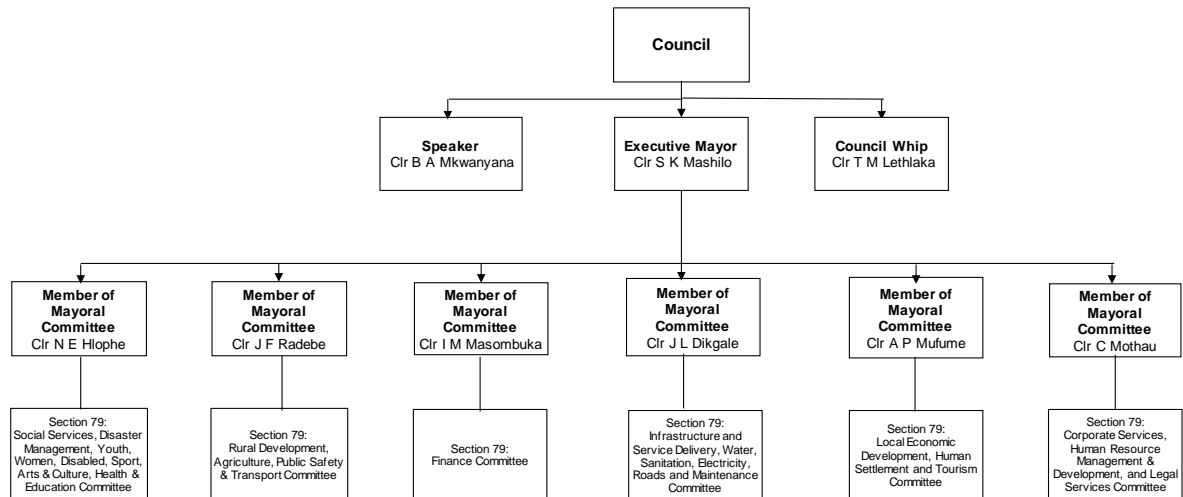 Council
Speaker
Clr B A Mkwanyana
Executive Mayor
Clr S K Mashilo
Council Whip
Clr T M Lethlaka
Member of
Mayoral
Committee
Clr N E Hlophe
Member of
Mayoral
Committee
Clr J F Radebe
Member of
Mayoral
Committee
Clr I M Masombuka
Member of
Mayoral
Committee
Clr J L Dikgale
Member of
Mayoral
Committee
Clr A P Mufume
Member of
Mayoral
Committee
Clr C Mothau
Section 79:
Social Services, Disaster
Management, Youth,
Women, Disabled, Sport,
Arts & Culture, Health &
Education Committee
Section 79:
Rural Development,
Agriculture, Public Safety
& Transport Committee
Section 79:
Finance Committee
Section 79:
Infrastructure and
Service Delivery, Water,
Sanitation, Electricity,
Roads and Maintenance
Committee
Section 79:
Local Economic
Development, Human
Settlement and Tourism
Committee
Section 79:
Corporate Services,
Human Resource
Management &
Development, and Legal
Services Committee